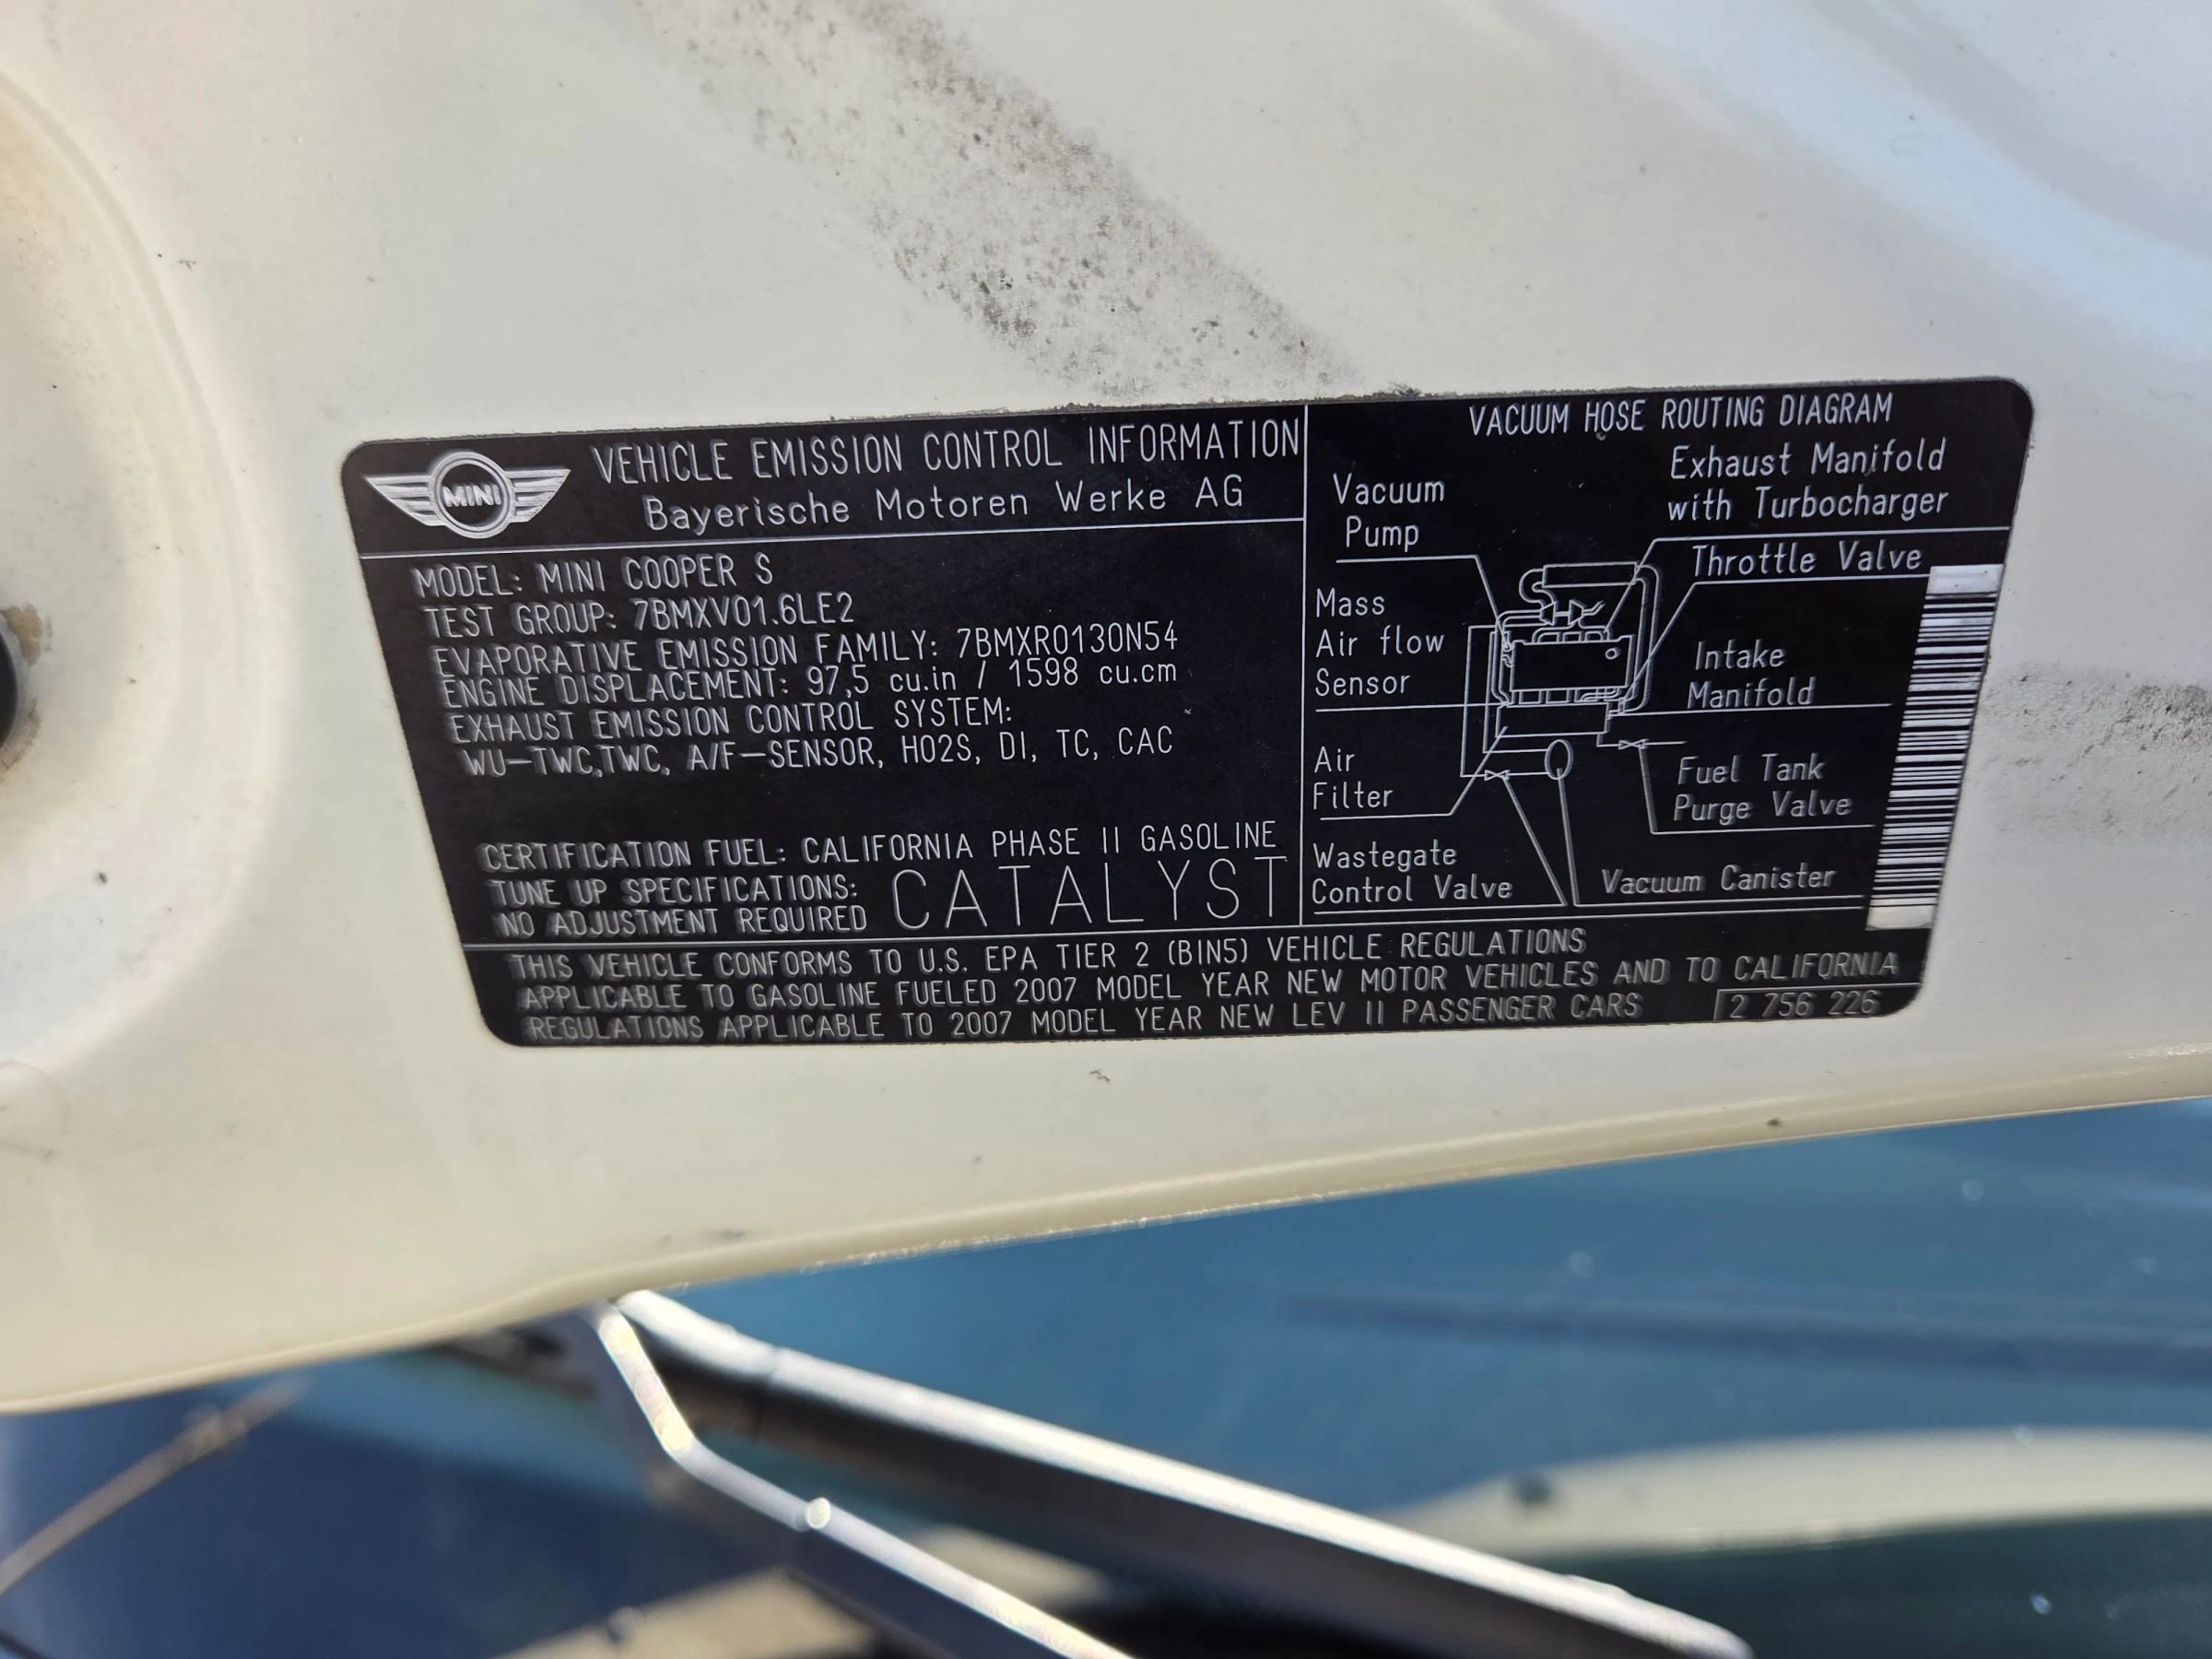 MINI
VEHICLE EMISSION CONTROL INFORMATION
Bayerische Motoren Werke AG
MODEL: MINI COOPER S
TEST GROUP: 7BMXV01.6LE2
EVAPORATIVE EMISSION FAMILY: 7BMXR0130N54
ENGINE DISPLACEMENT: 97,5 cu.in / 1598 cu.cm
EXHAUST EMISSION CONTROL SYSTEM:
WU-TWC,TWC, A/F-SENSOR, HO2S, DI, TC, CAC
CERTIFICATION FUEL: CALIFORNIA PHASE II GASOLINE
TUNE UP SPECIFICATIONS:
NO ADJUSTMENT REQUIRED
CATALYST
VACUUM HOSE ROUTING DIAGRAM
Exhaust Manifold
with Turbocharger
Vacuum
Pump
Throttle Valve
Mass
Air flow
Sensor
Intake
Manifold
Air
Filter
Fuel Tank
Purge Valve
Wastegate
Control Valve
Vacuum Canister
THIS VEHICLE CONFORMS TO U.S. EPA TIER 2 (BIN5) VEHICLE REGULATIONS
APPLICABLE TO GASOLINE FUELED 2007 MODEL YEAR NEW MOTOR VEHICLES AND TO CALIFORNIA
REGULATIONS APPLICABLE TO 2007 MODEL YEAR NEW LEV II PASSENGER CARS
2 756 226